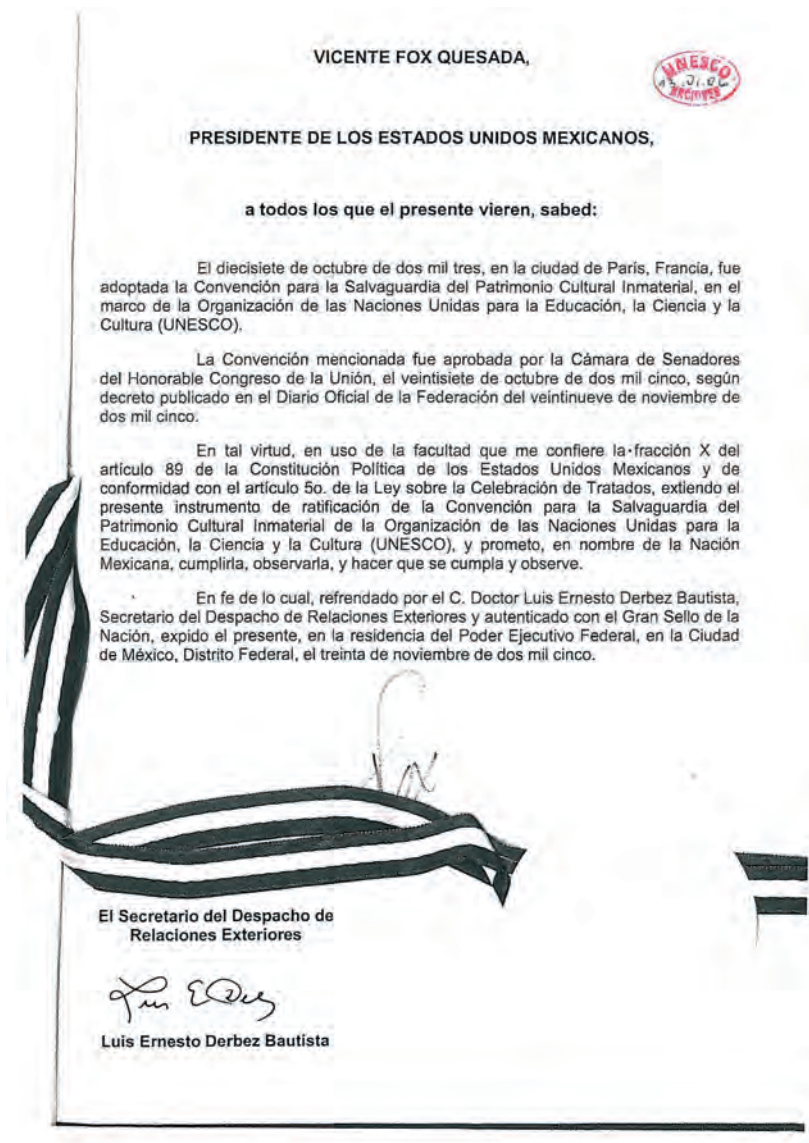 VICENTE FOX QUESADA,
UNESCO
PRESIDENTE DE LOS ESTADOS UNIDOS MEXICANOS,
a todos los que el presente vieren, sabed:
El diecisiete de octubre de dos mil tres, en la ciudad de París, Francia, fue
adoptada la Convención para la Salvaguardia del Patrimonio Cultural Inmaterial, en el
marco de la Organización de las Naciones Unidas para la Educación, la Ciencia y la
Cultura (UNESCO).
La Convención mencionada fue aprobada por la Cámara de Senadores
del Honorable Congreso de la Unión, el veintisiete de octubre de dos mil cinco, según
decreto publicado en el Diario Oficial de la Federación del veintinueve de noviembre de
dos mil cinco.
En tal virtud, en uso de la facultad que me confiere la fracción X del
artículo 89 de la Constitución Política de los Estados Unidos Mexicanos y de
conformidad con el artículo 5o. de la Ley sobre la Celebración de Tratados, extiendo el
presente instrumento de ratificación de la Convención para la Salvaguardia del
Patrimonio Cultural Inmaterial de la Organización de las Naciones Unidas para la
Educación, la Ciencia y la Cultura (UNESCO), y prometo, en nombre de la Nación
Mexicana, cumplirla, observarla, y hacer que se cumpla y observe.
En fe de lo cual, refrendado por el C. Doctor Luis Ernesto Derbez Bautista,
Secretario del Despacho de Relaciones Exteriores y autenticado con el Gran Sello de la
Nación, expido el presente, en la residencia del Poder Ejecutivo Federal, en la Ciudad
de México, Distrito Federal, el treinta de noviembre de dos mil cinco.
Fox
El Secretario del Despacho de
Relaciones Exteriores
Luis Ernesto Derbez Bautista